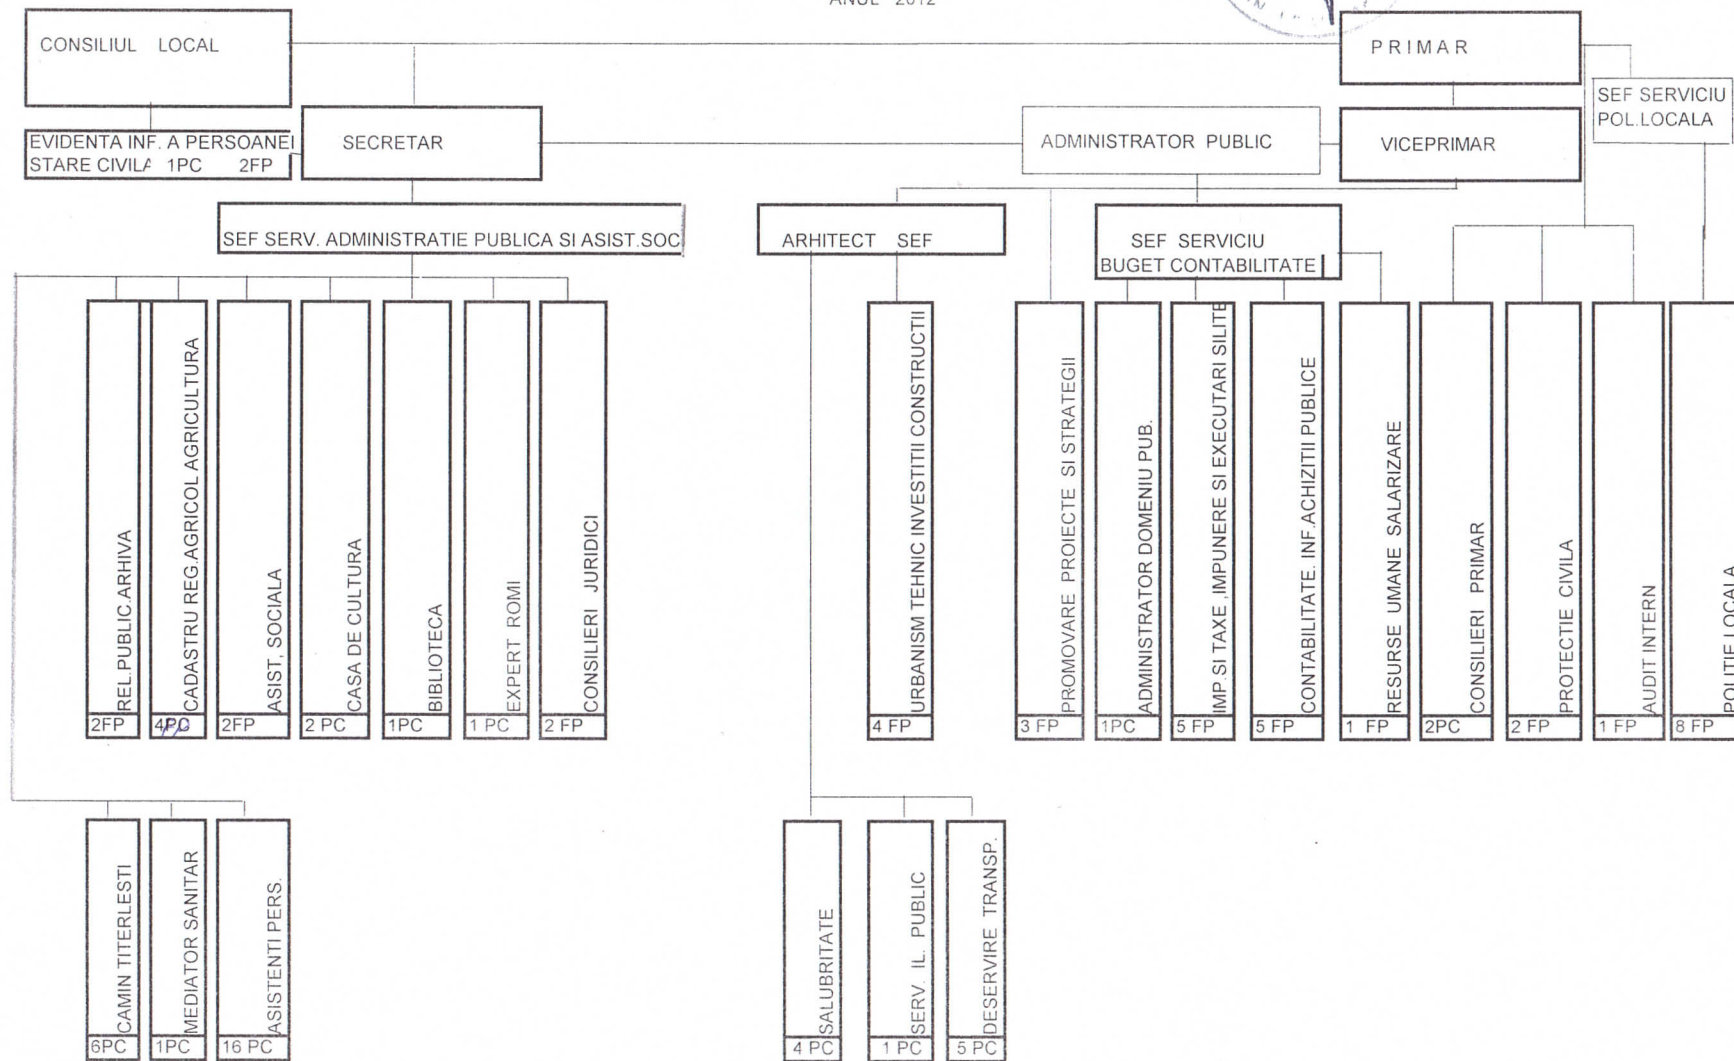 ANUL 2012
CONSILIUL LOCAL
PRIMAR
SEF SERVICIU
POL.LOCALA
EVIDENTA INF. A PERSOANEI
STARE CIVILA 1PC 2FP
SECRETAR
ADMINISTRATOR PUBLIC
VICEPRIMAR
SEF SERV. ADMINISTRATIE PUBLICA SI ASIST.SOC
ARHITECT SEF
SEF SERVICIU
BUGET CONTABILITATE
REL.PUBLIC.ARHIVA
2FP
CADASTRU REG.AGRICOL AGRICULTURA
ASIST, SOCIALA
2FP
CASA DE CULTURA
2 PC
BIBLIOTECA
1PC
EXPERT ROMI
1 PC
CONSILIERI JURIDICI
2 FP
URBANISM TEHNIC INVESTITII CONSTRUCTII
4 FP
PROMOVARE PROIECTE SI STRATEGII
3 FP
ADMINISTRATOR DOMENIU PUB.
1PC
IMP.SI TAXE ,IMPUNERE SI EXECUTARI SILITE
5 FP
CONTABILITATE. INF.ACHIZITII PUBLICE
5 FP
RESURSE UMANE SALARIZARE
1 FP
CONSILIERI PRIMAR
2PC
PROTECTIE CIVILA
2 FP
AUDIT INTERN
1 FP
POLITIE LOCALA
8 FP
CAMIN TITERLESTI
6PC
MEDIATOR SANITAR
1PC
ASISTENTI PERS.
16 PC
SALUBRITATE
4 PC
SERV. IL. PUBLIC
1 PC
DESERVIRE TRANSP.
5 PC